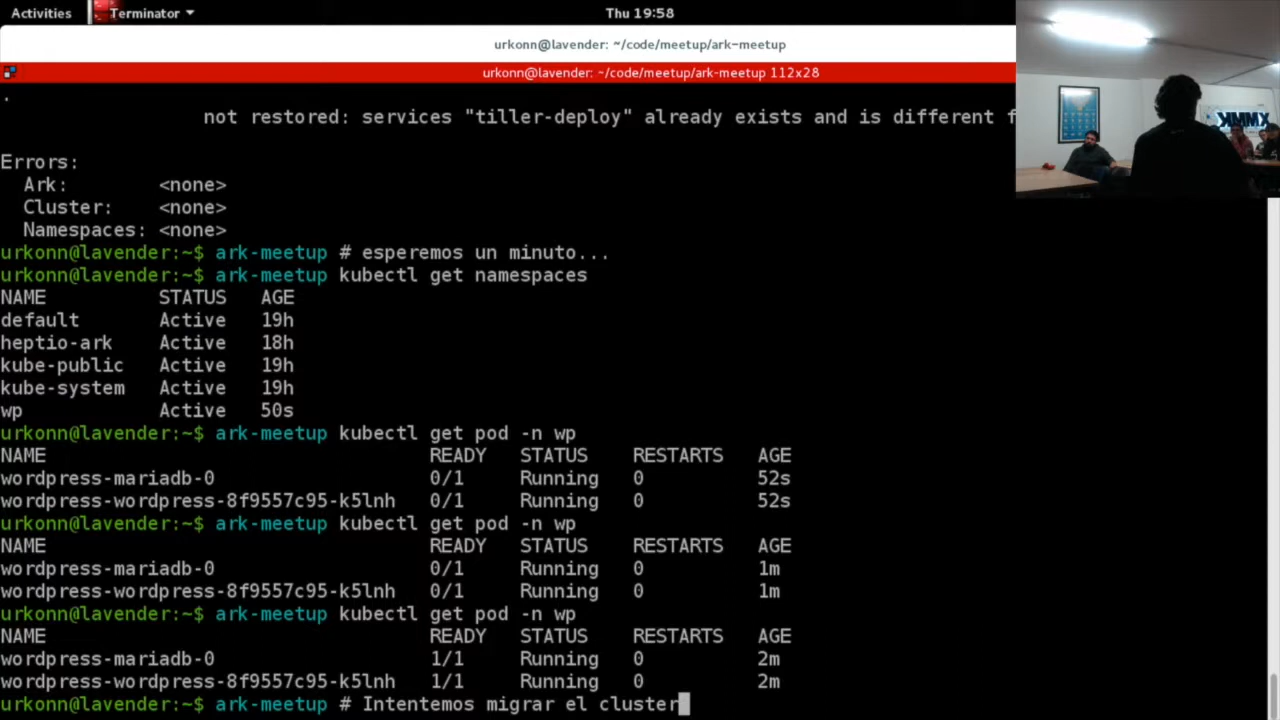 Activities Terminator Thu 19:58
urkonn@lavender: ~/code/meetup/ark-meetup
urkonn@lavender: ~/code/meetup/ark-meetup 112x28
.
not restored: services "tiller-deploy" already exists and is different f
Errors:
Ark: <none>
Cluster: <none>
Namespaces: <none>
urkonn@lavender:~$ ark-meetup # esperemos un minuto...
urkonn@lavender:~$ ark-meetup kubectl get namespaces
NAME STATUS AGE
default Active 19h
heptio-ark Active 18h
kube-public Active 19h
kube-system Active 19h
wp Active 50s
urkonn@lavender:~$ ark-meetup kubectl get pod -n wp
NAME READY STATUS RESTARTS AGE
wordpress-mariadb-0 0/1 Running 0 52s
wordpress-wordpress-8f9557c95-k5lnh 0/1 Running 0 52s
urkonn@lavender:~$ ark-meetup kubectl get pod -n wp
NAME READY STATUS RESTARTS AGE
wordpress-mariadb-0 0/1 Running 0 1m
wordpress-wordpress-8f9557c95-k5lnh 0/1 Running 0 1m
urkonn@lavender:~$ ark-meetup kubectl get pod -n wp
NAME READY STATUS RESTARTS AGE
wordpress-mariadb-0 1/1 Running 0 2m
wordpress-wordpress-8f9557c95-k5lnh 1/1 Running 0 2m
urkonn@lavender:~$ ark-meetup # Intentemos migrar el cluster